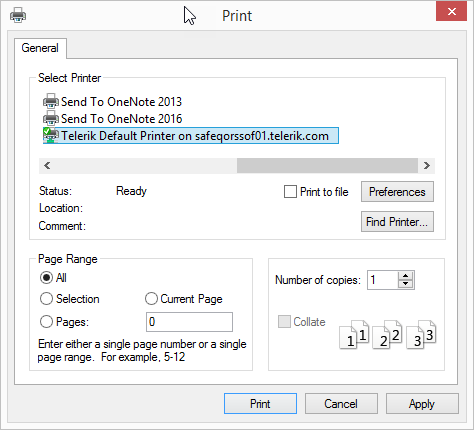 Print
General
Select Printer
Send To OneNote 2013
Send To OneNote 2016
Telerik Default Printer on safeqorssof01.telerik.com
Status: Ready Print to file Preferences
Location:
Comment: Find Printer...
Page Range
All
Selection Current Page
Pages: 0
Enter either a single page number or a single
page range. For example, 5-12
Number of copies: 1
Collate
1 1 2 2 3 3
Print Cancel Apply